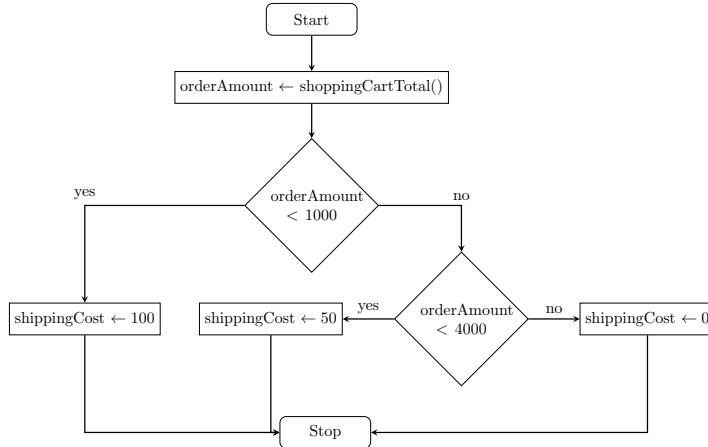 Start
orderAmount ← shoppingCartTotal()
orderAmount
< 1000
yes
no
shippingCost ← 100
shippingCost ← 50
yes
orderAmount
< 4000
no
shippingCost ← 0
Stop